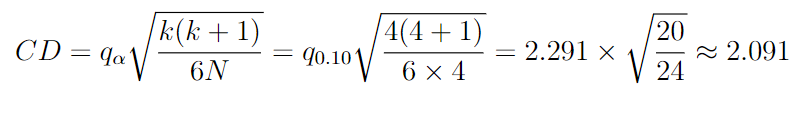 CD = q_α √(k(k + 1) / 6N) = q_0.10 √(4(4 + 1) / 6 × 4) = 2.291 × √(20 / 24) ≈ 2.091